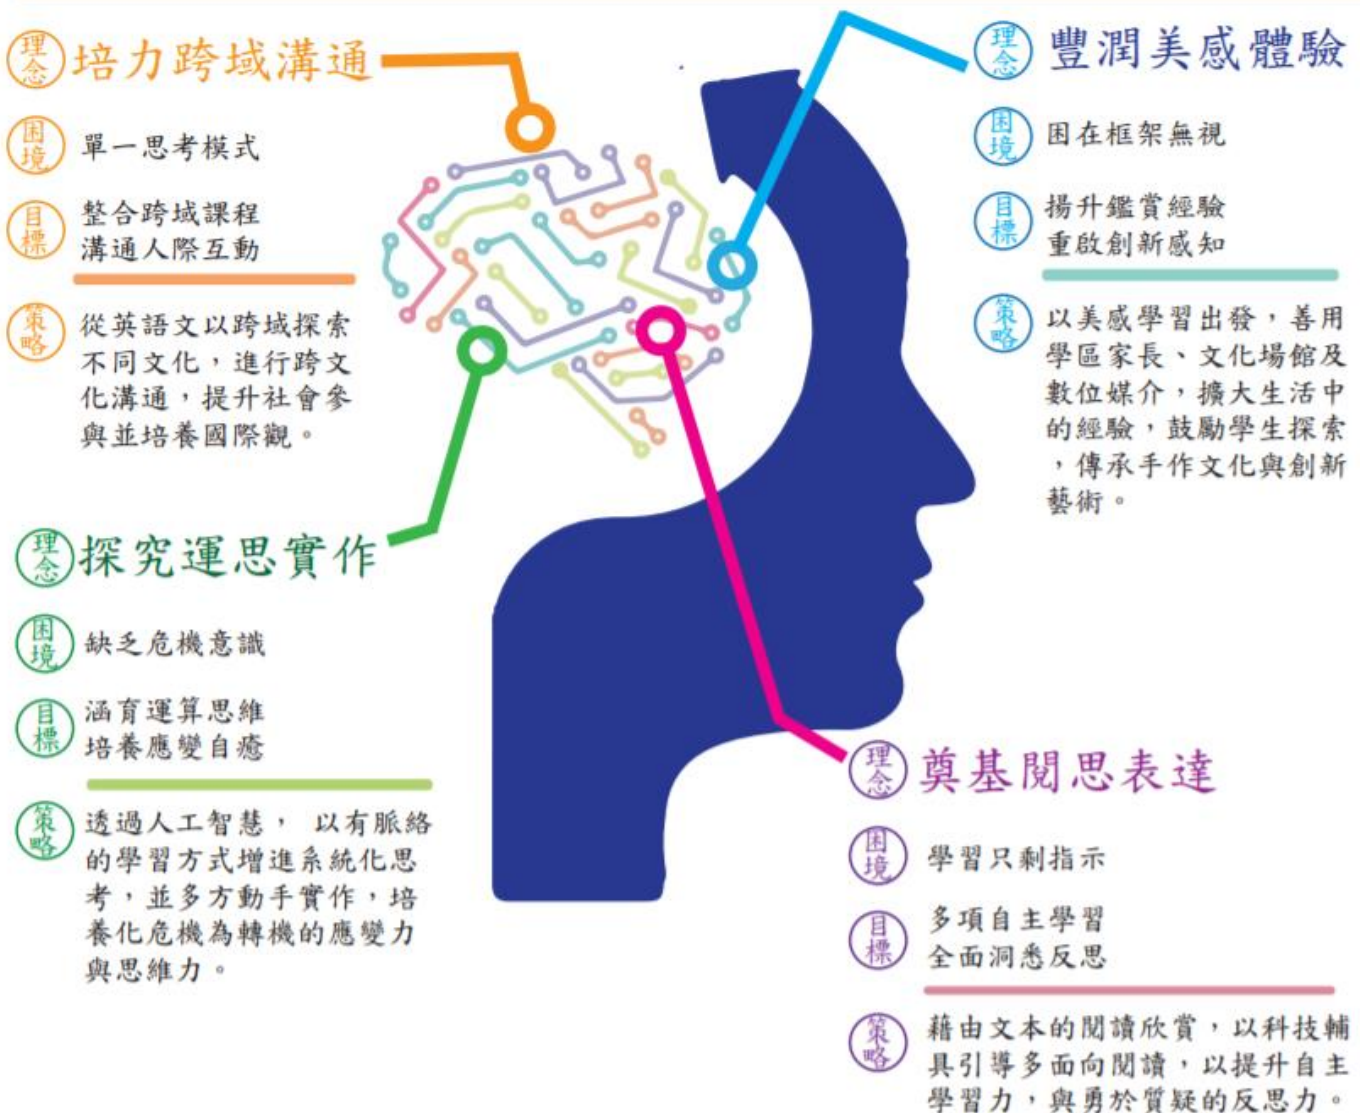 理念 培力跨域溝通
困境 單一思考模式
目標 整合跨域課程
溝通人際互動
策略 從英語文以跨域探索
不同文化，進行跨文
化溝通，提升社會參
與並培養國際觀。
理念 豐潤美感體驗
困境 困在框架無視
目標 揚升鑑賞經驗
重啟創新感知
策略 以美感學習出發，善用
學區家長、文化場館及
數位媒介，擴大生活中
的經驗，鼓勵學生探索
，傳承手作文化與創新
藝術。
理念 探究運思實作
困境 缺乏危機意識
目標 涵育運算思維
培養應變自癒
策略 透過人工智慧， 以有脈絡
的學習方式增進系統化思
考，並多方動手實作，培
養化危機為轉機的應變力
與思維力。
理念 奠基閱思表達
困境 學習只剩指示
目標 多項自主學習
全面洞悉反思
策略 藉由文本的閱讀欣賞，以科技輔
具引導多面向閱讀，以提升自主
學習力，與勇於質疑的反思力。